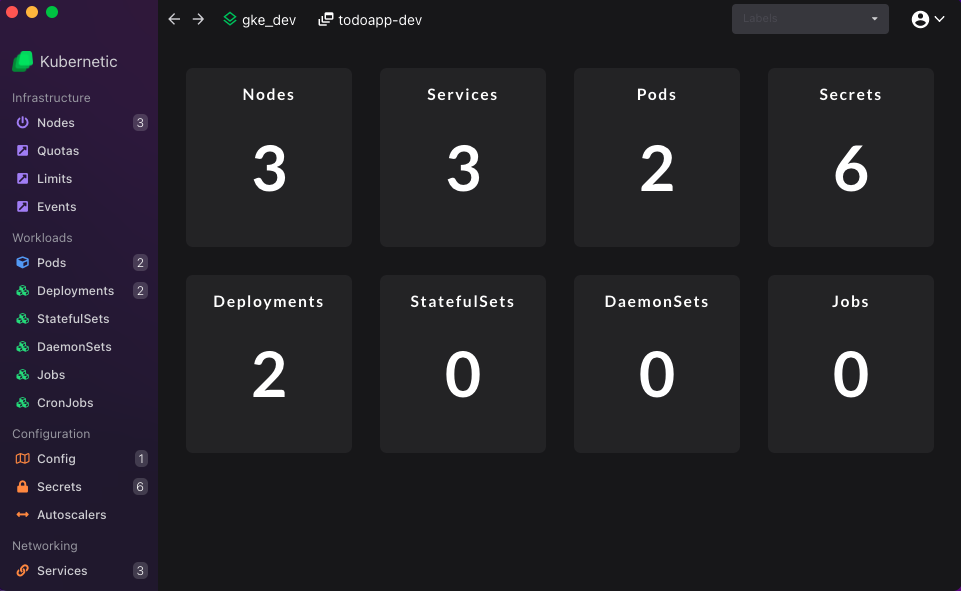 gke_dev todoapp-dev Labels
Kubernetic
Infrastructure
Nodes 3
Quotas
Limits
Events
Workloads
Pods 2
Deployments 2
StatefulSets
DaemonSets
Jobs
CronJobs
Configuration
Config 1
Secrets 6
Autoscalers
Networking
Services 3
Nodes Services Pods Secrets
3 3 2 6
Deployments StatefulSets DaemonSets Jobs
2 0 0 0